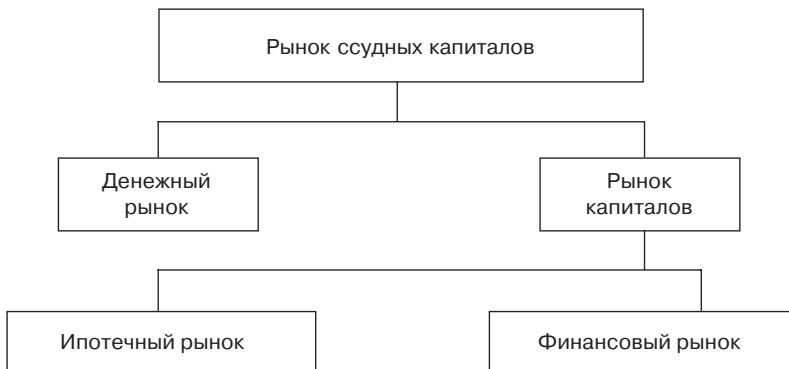 Рынок ссудных капиталов
Денежный
рынок
Рынок
капиталов
Ипотечный рынок
Финансовый рынок